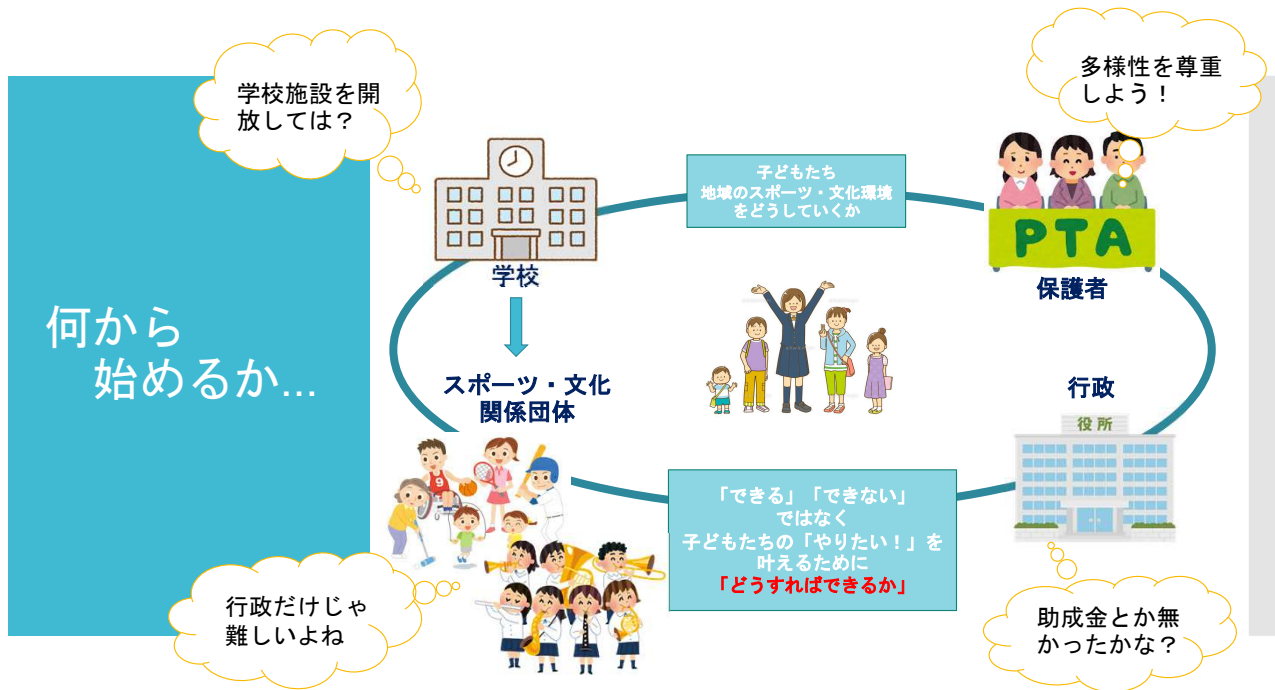 何から
始めるか…
学校施設を開
放しては？
多様性を尊重
しよう！
子どもたち
地域のスポーツ・文化環境
をどうしていくか
学校
PTA
保護者
スポーツ・文化
関係団体
行政
役所
9
「できる」「できない」
ではなく
子どもたちの「やりたい！」を
叶えるために
「どうすればできるか」
行政だけじゃ
難しいよね
助成金とか無
かったかな？